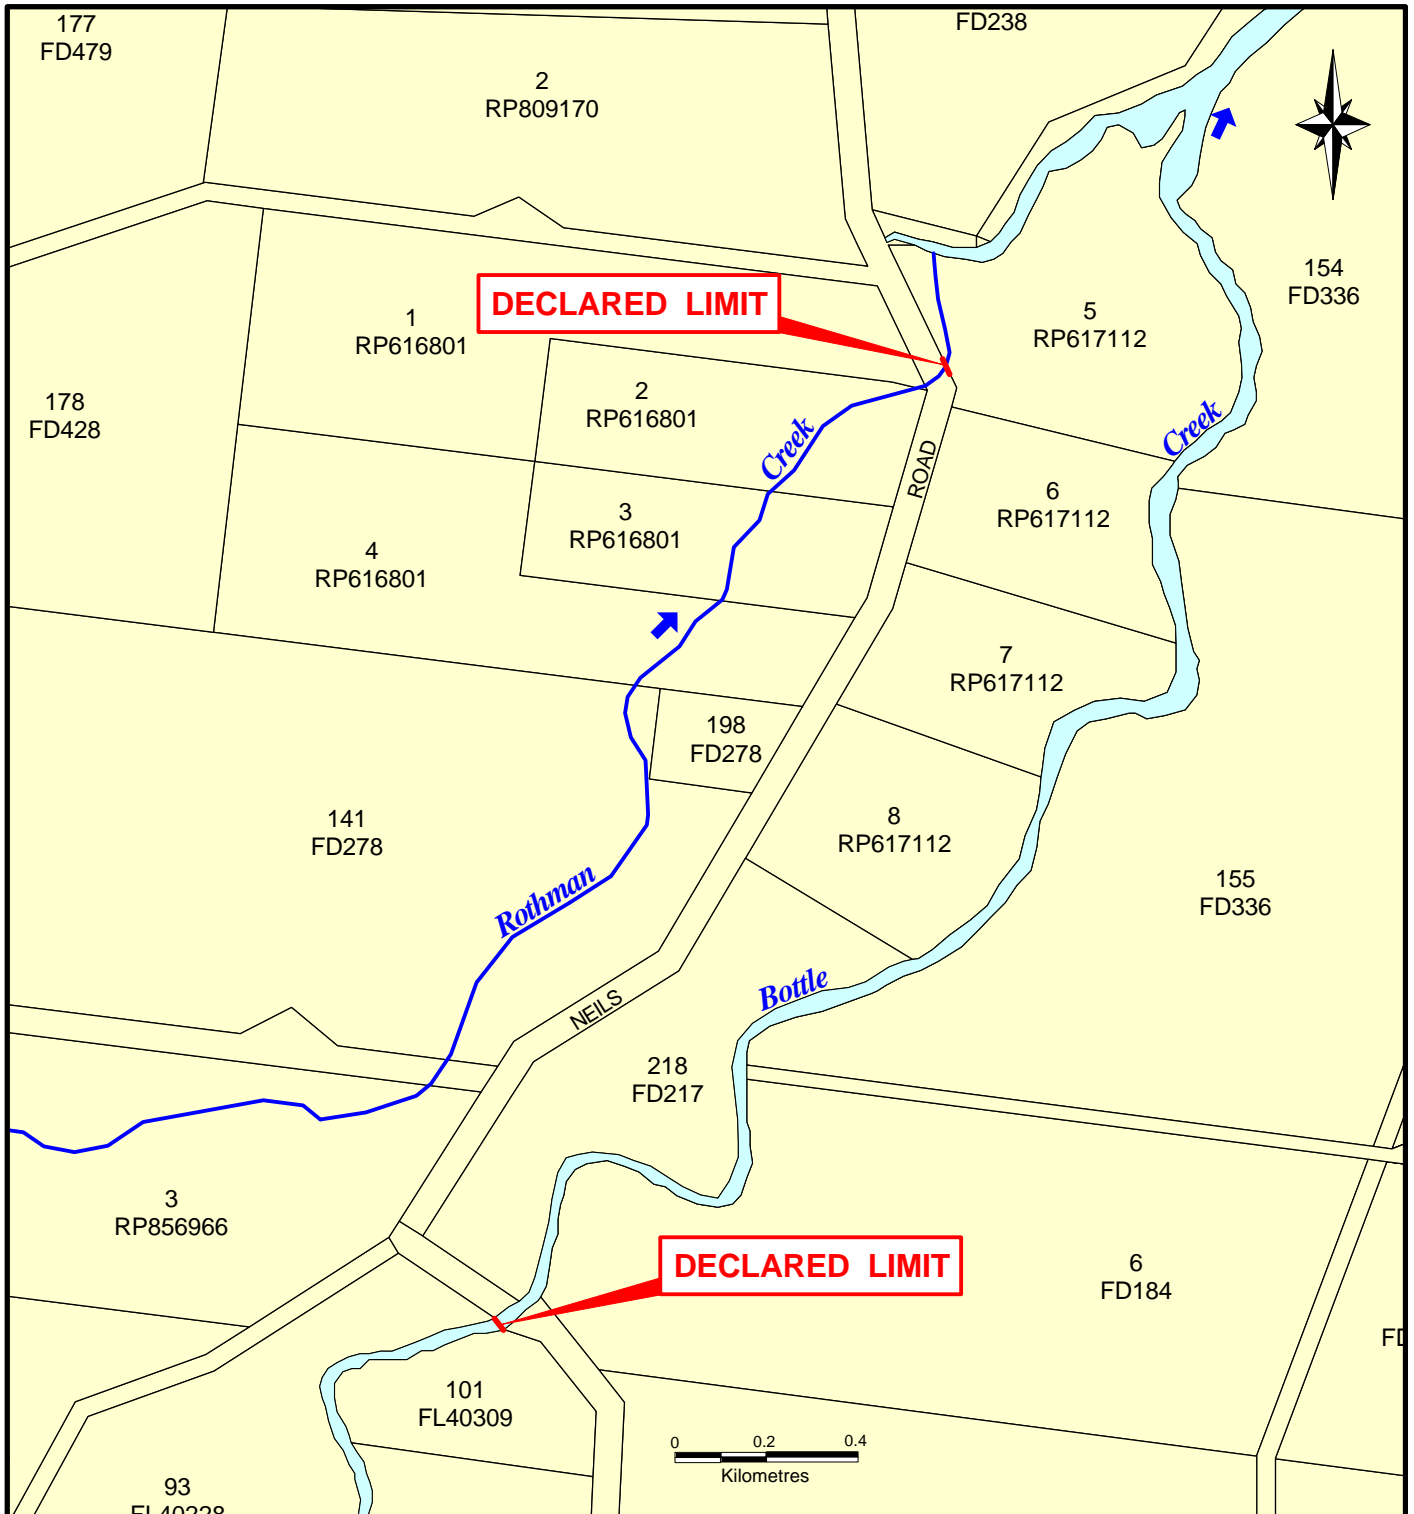 177
FD479
2
RP809170
FD238
154
FD336
DECLARED LIMIT
1
RP616801
5
RP617112
2
RP616801
178
FD428
Creek
Creek
ROAD
6
RP617112
3
RP616801
4
RP616801
7
RP617112
198
FD278
141
FD278
8
RP617112
155
FD336
Rothman
Bottle
NEILS
218
FD217
3
RP856966
DECLARED LIMIT
6
FD184
101
FL40309
0 0.2 0.4
Kilometres
93
FL40228